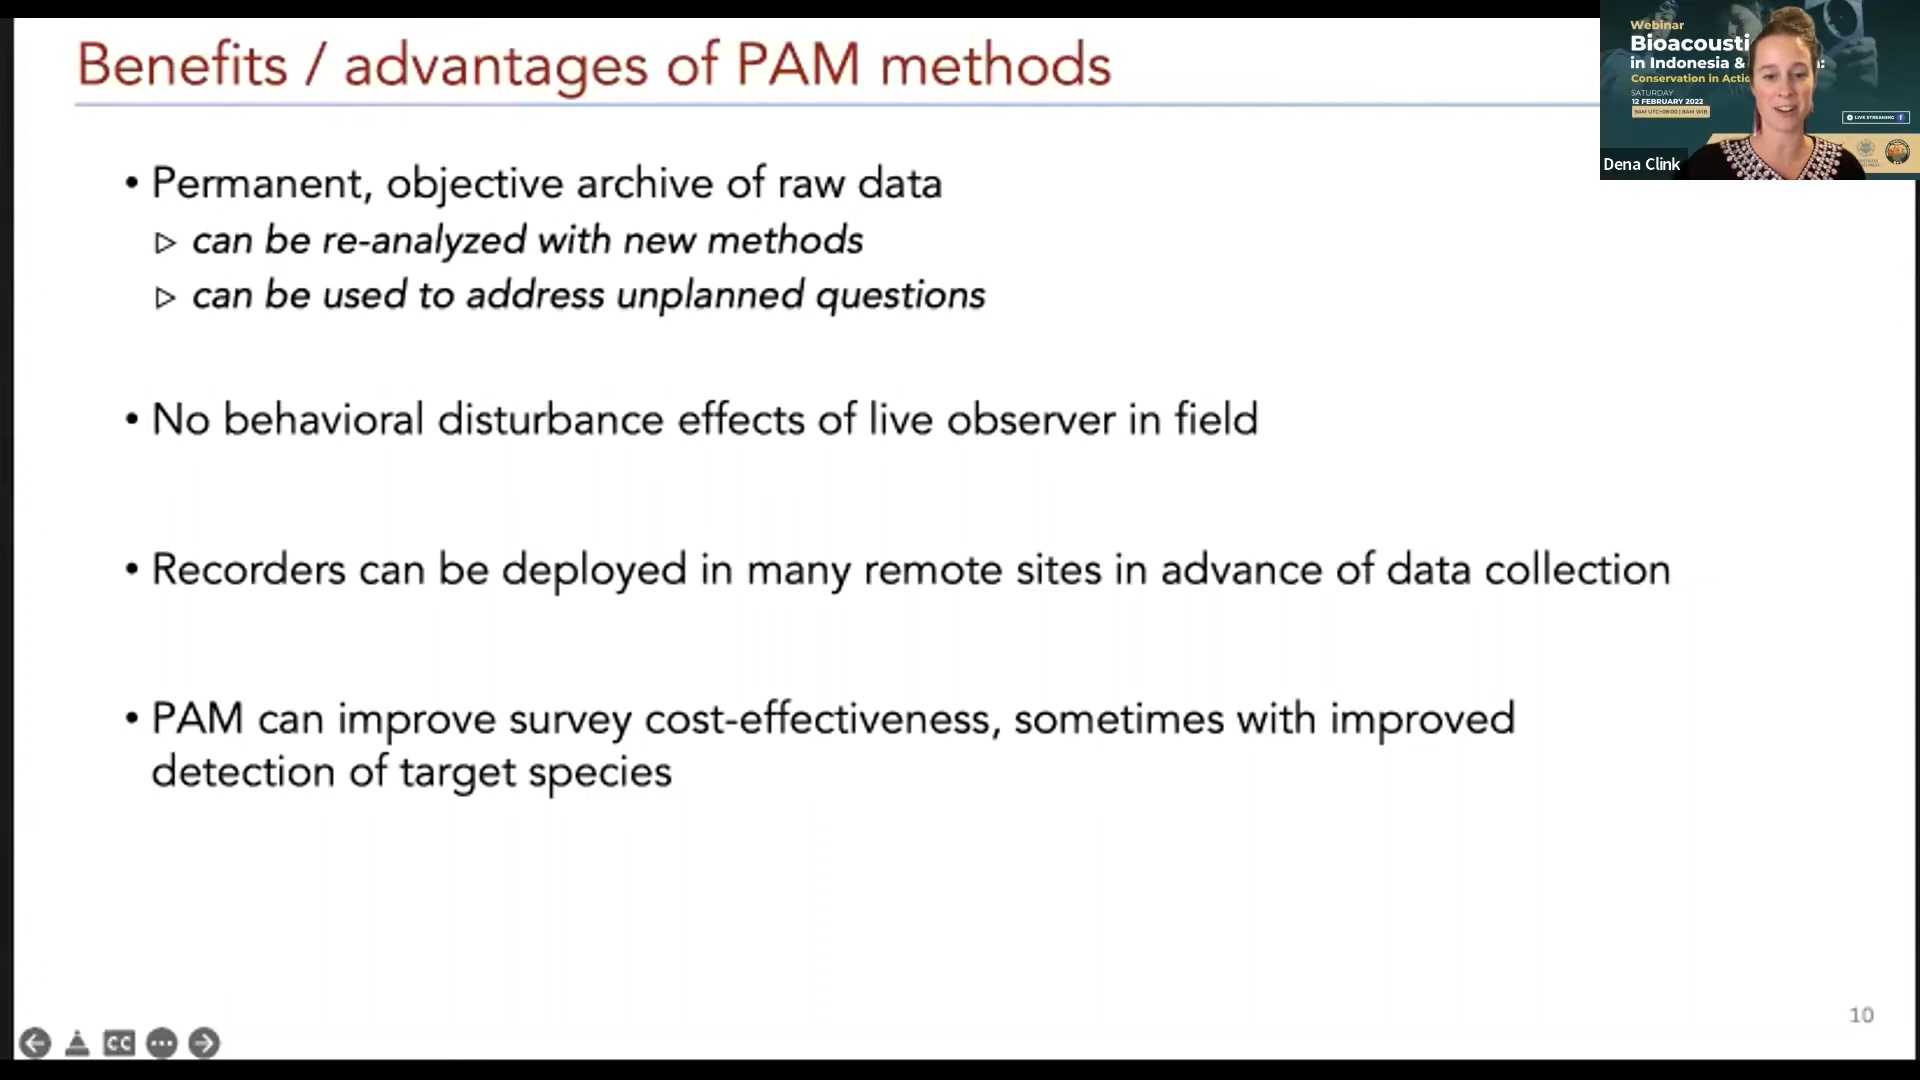 Benefits / advantages of PAM methods
• Permanent, objective archive of raw data
▷ can be re-analyzed with new methods
▷ can be used to address unplanned questions
• No behavioral disturbance effects of live observer in field
• Recorders can be deployed in many remote sites in advance of data collection
• PAM can improve survey cost-effectiveness, sometimes with improved
detection of target species
10
CC
Webinar
Bioacousti
in Indonesia &
Conservation in Actio
SATURDAY
12 FEBRUARY 2022
LIVE STREAMING
Dena Clink